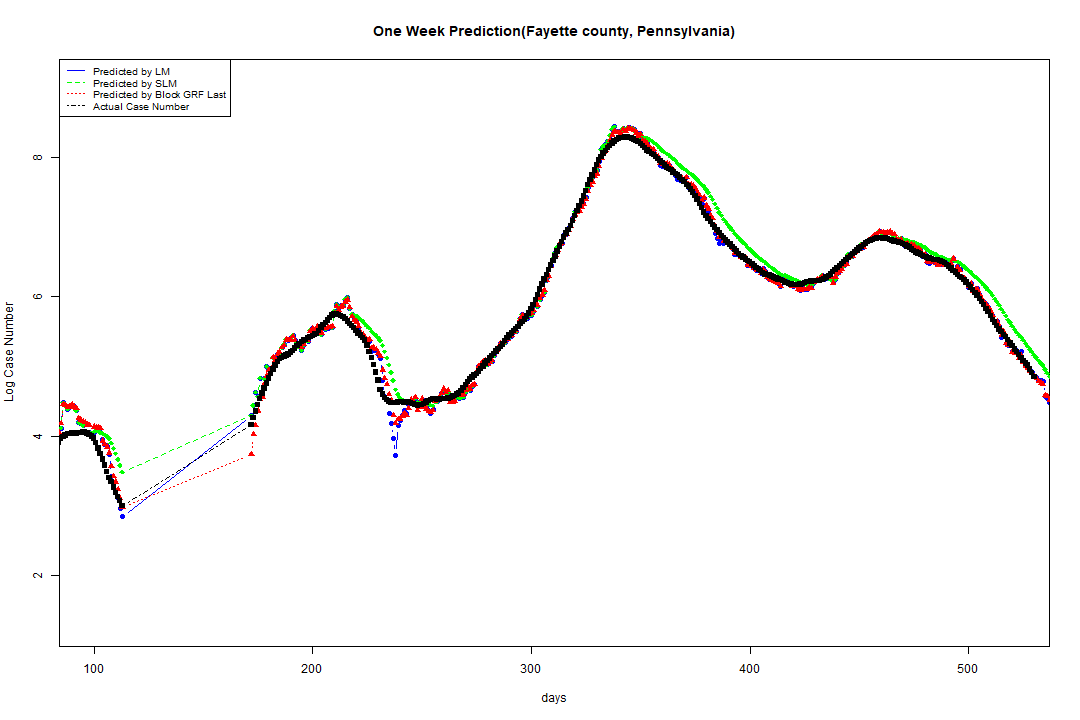 One Week Prediction(Fayette county, Pennsylvania)
Predicted by LM
Predicted by SLM
Predicted by Block GRF Last
Actual Case Number
Log Case Number
8
6
4
2
100 200 300 400 500
days